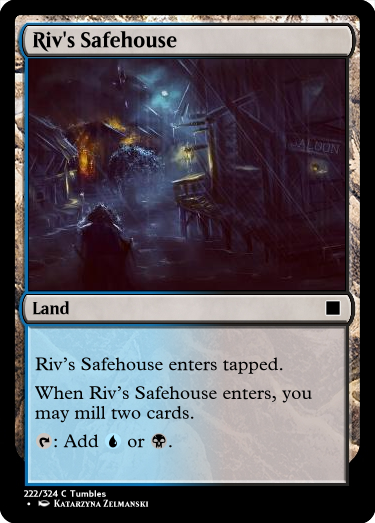 Riv's Safehouse
ALOON
Land
Riv's Safehouse enters tapped.
When Riv's Safehouse enters, you
may mill two cards.
: Add or .
222/324 C Tumbles
• Katarzyna Zelmanski